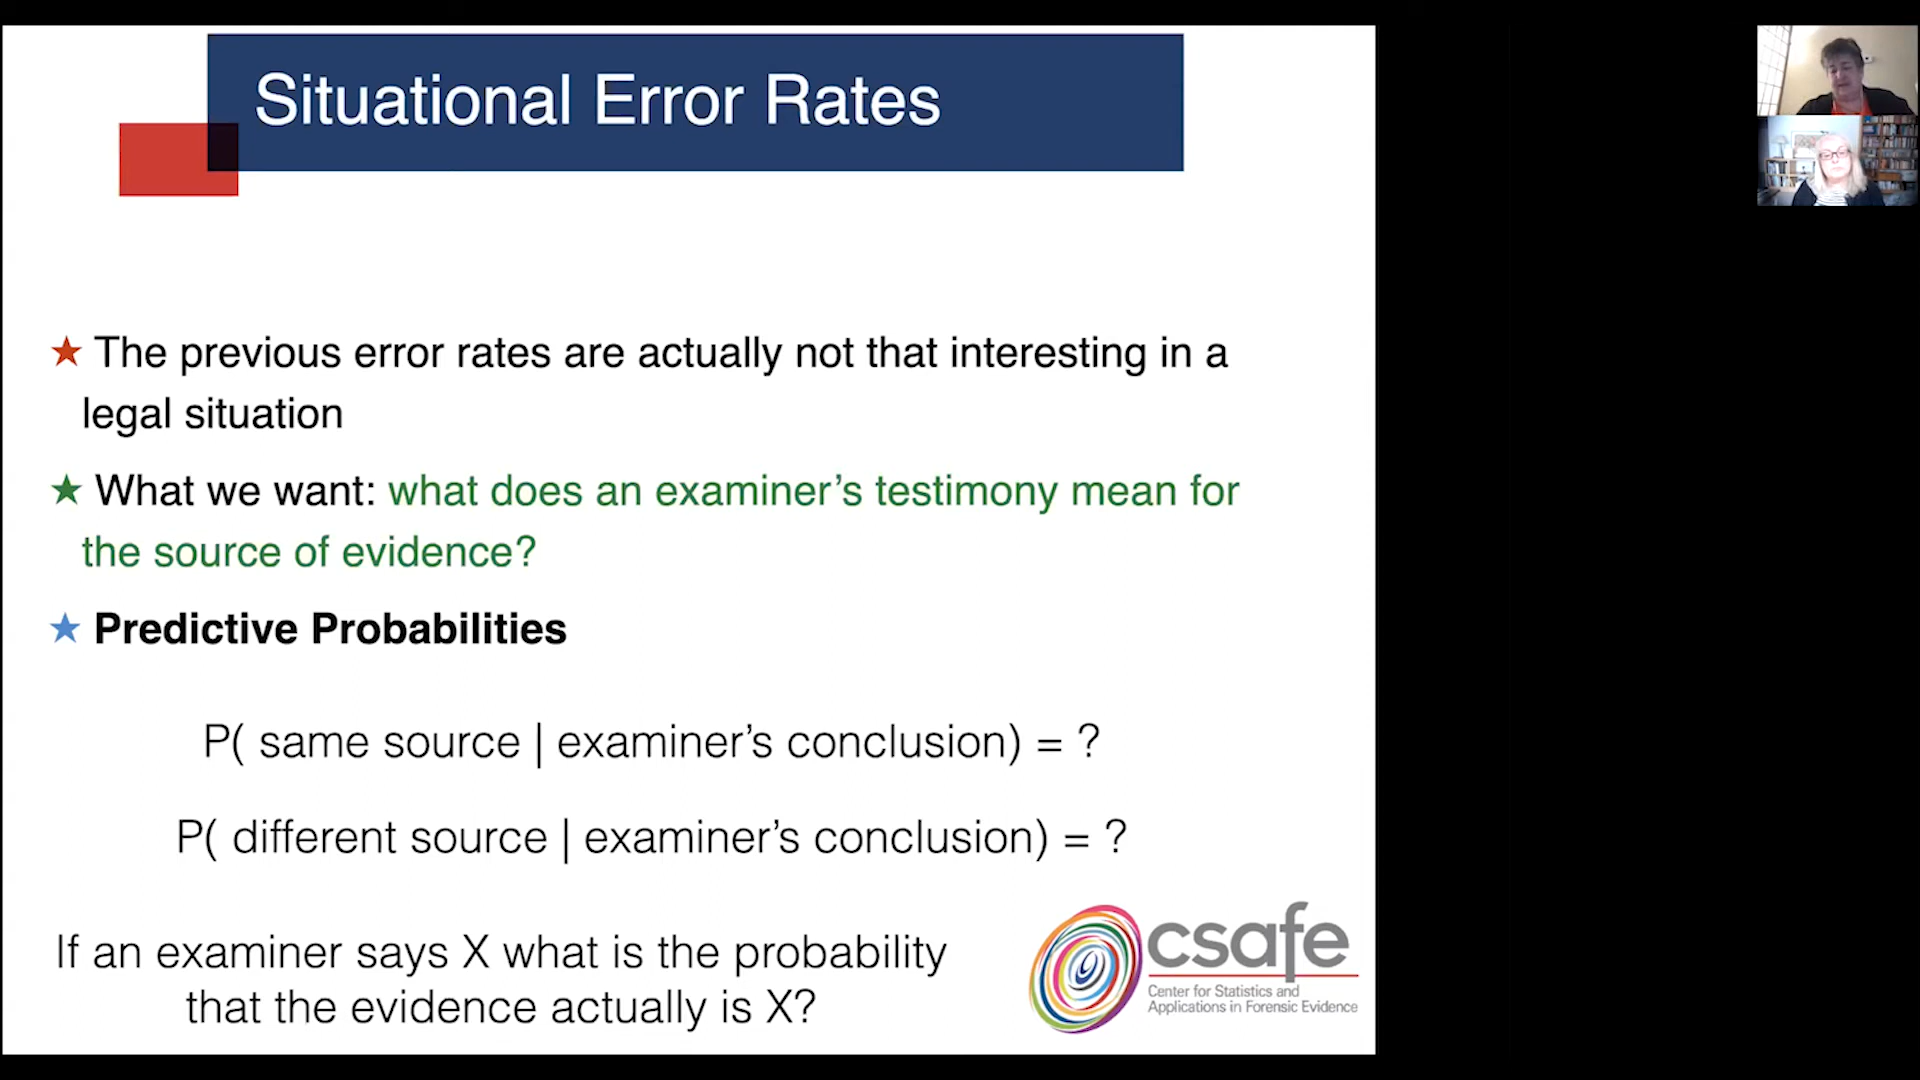 Situational Error Rates
★ The previous error rates are actually not that interesting in a
legal situation
★ What we want: what does an examiner’s testimony mean for
the source of evidence?
★ Predictive Probabilities
P( same source | examiner’s conclusion) = ?
P( different source | examiner’s conclusion) = ?
If an examiner says X what is the probability
that the evidence actually is X?
csafe
Center for Statistics and
Applications in Forensic Evidence